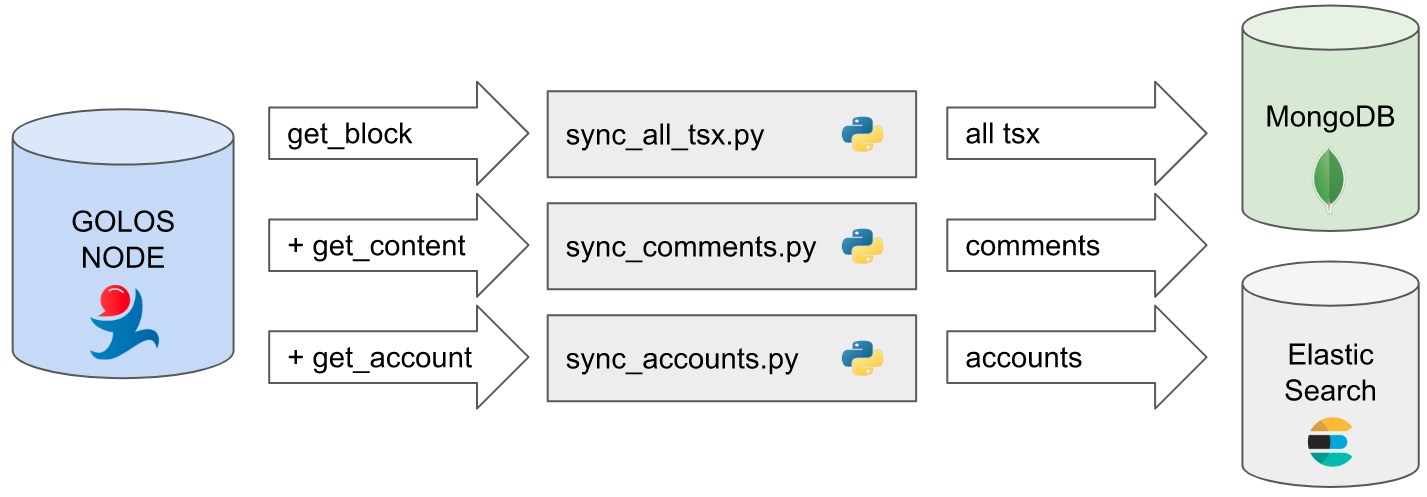 GOLOS
NODE
get_block
sync_all_tsx.py
all tsx
+ get_content
sync_comments.py
comments
+ get_account
sync_accounts.py
accounts
MongoDB
Elastic
Search